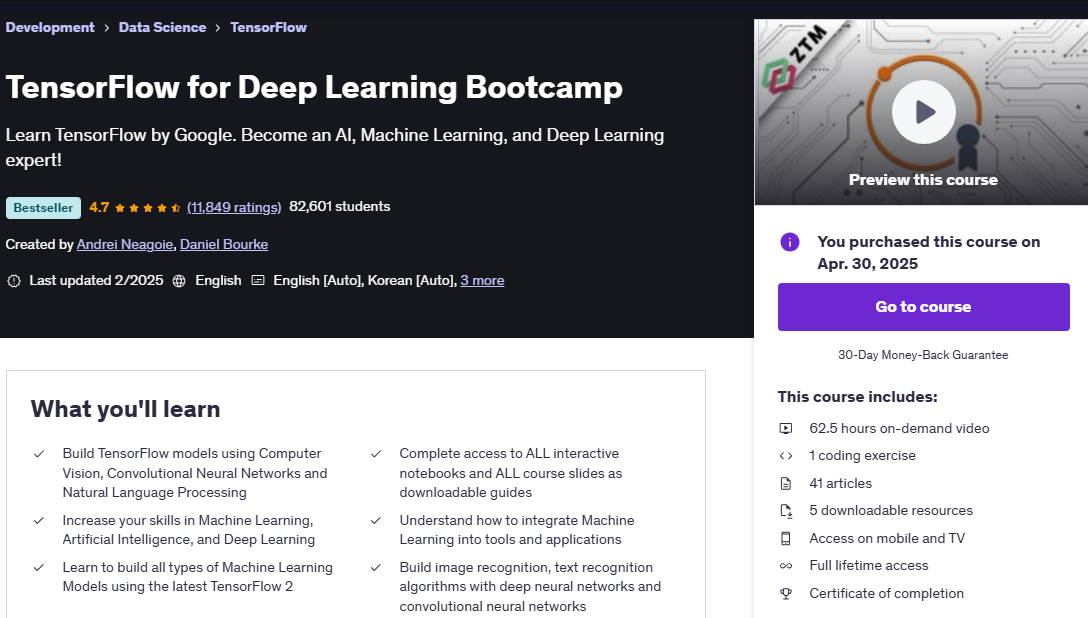 Development > Data Science > TensorFlow
TensorFlow for Deep Learning Bootcamp
Learn TensorFlow by Google. Become an AI, Machine Learning, and Deep Learning
expert!
Bestseller 4.7 (11,849 ratings) 82,601 students
Created by Andrei Neagoie, Daniel Bourke
Last updated 2/2025 English English [Auto], Korean [Auto], 3 more
What you'll learn
Build TensorFlow models using Computer
Vision, Convolutional Neural Networks and
Natural Language Processing
Increase your skills in Machine Learning,
Artificial Intelligence, and Deep Learning
Learn to build all types of Machine Learning
Models using the latest TensorFlow 2
Complete access to ALL interactive
notebooks and ALL course slides as
downloadable guides
Understand how to integrate Machine
Learning into tools and applications
Build image recognition, text recognition
algorithms with deep neural networks and
convolutional neural networks
ZTM
Preview this course
You purchased this course on
Apr. 30, 2025
Go to course
30-Day Money-Back Guarantee
This course includes:
62.5 hours on-demand video
1 coding exercise
41 articles
5 downloadable resources
Access on mobile and TV
Full lifetime access
Certificate of completion